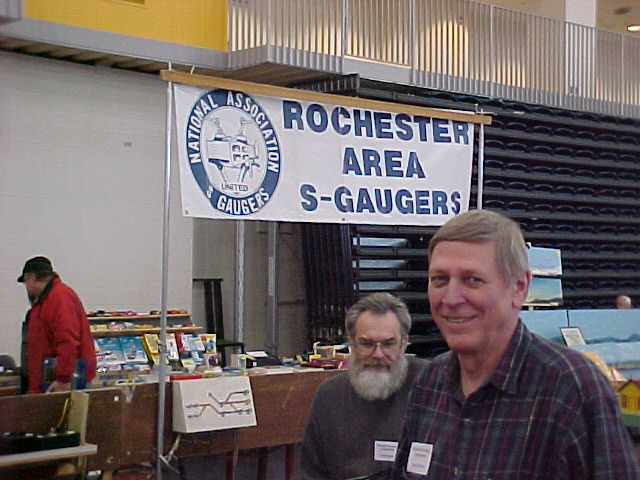 NATIONAL ASSOCIATION
UNITED
S GAUGERS
ROCHESTER
AREA
S-GAUGERS